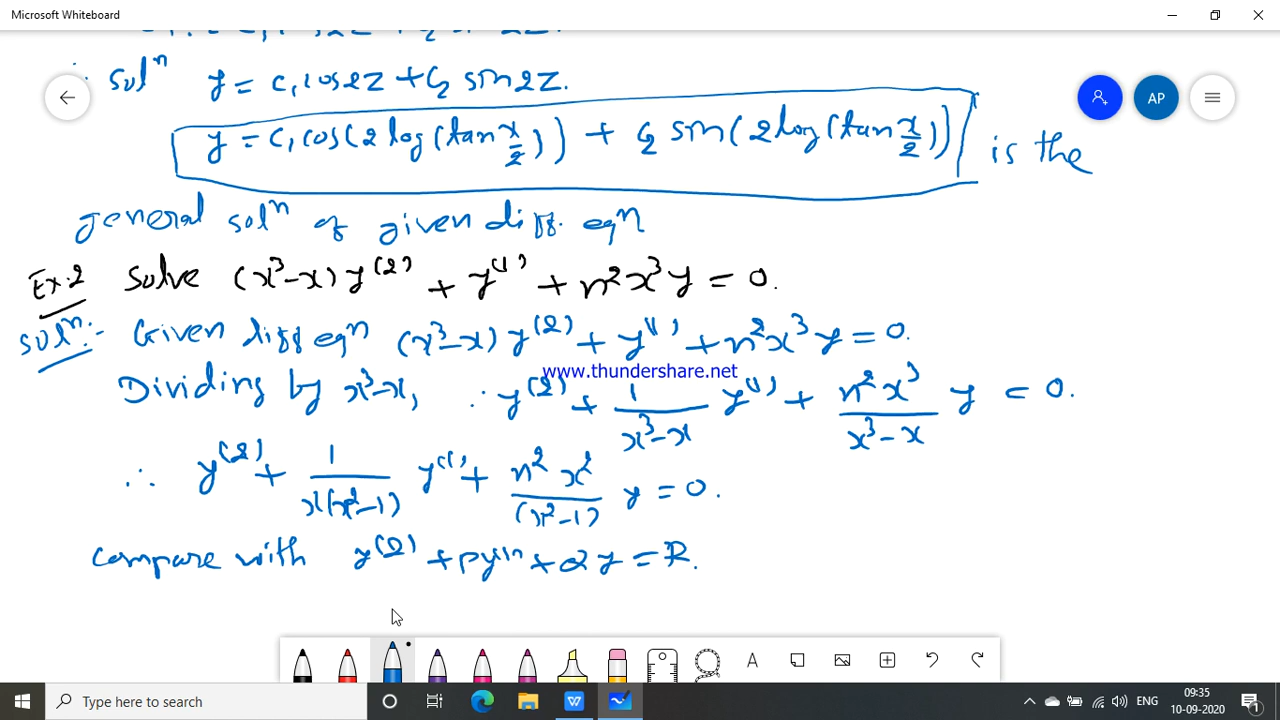 Microsoft Whiteboard
∴ solⁿ y = c₁cos2z + c₂ sin2z.
y = c₁cos(2log(tan x/2)) + c₂ sin(2log(tan x/2)) is the
general solⁿ of given diff. eqⁿ
AP
Ex.2 Solve (x³-x)y⁽²⁾ + y⁽¹⁾ + n²x³y = 0.
solⁿ:- Given diff eqⁿ (x³-x)y⁽²⁾ + y⁽¹⁾ + n²x³y = 0.
www.thundershare.net
Dividing by x³-x, ∴ y⁽²⁾ + 1/(x³-x) y⁽¹⁾ + n²x³/(x³-x) y = 0.
∴ y⁽²⁾ + 1/(x(x²-1)) y⁽¹⁾ + n²x²/(x²-1) y = 0.
compare with y⁽²⁾ + py⁽¹⁾ + Qy = R.
Type here to search
ENG
09:35
10-09-2020